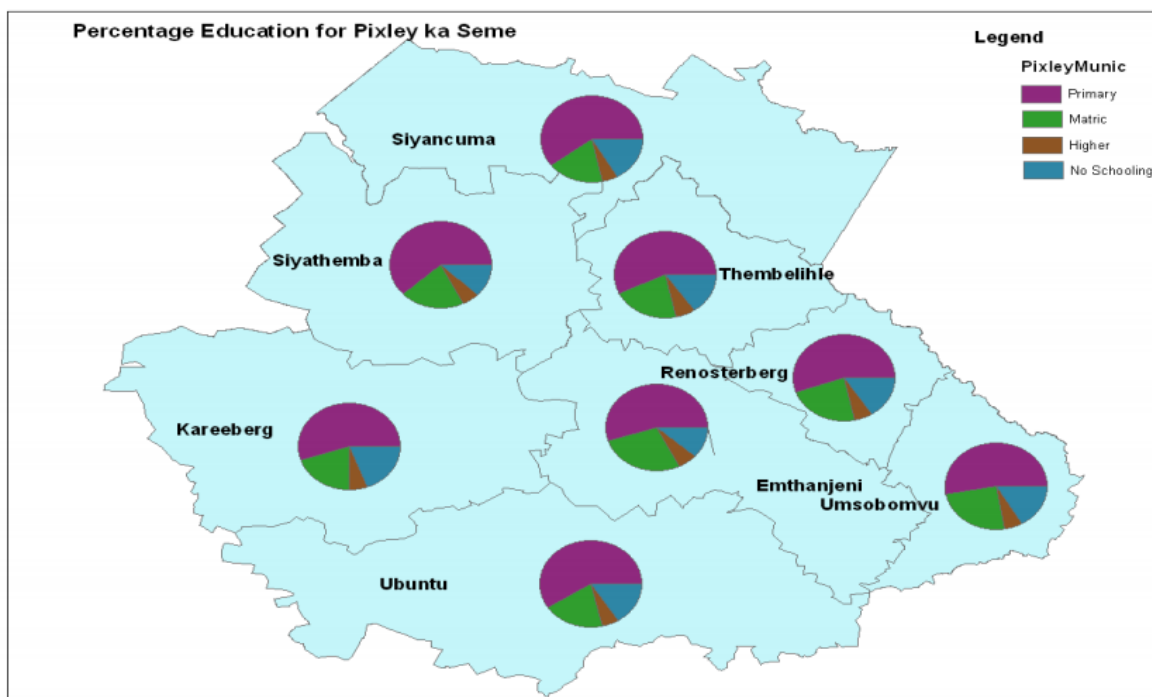 Percentage Education for Pixley ka Seme
Legend
PixleyMunic
Primary
Matric
Higher
No Schooling
Siyancuma
Siyathemba
Thembelihle
Renosterberg
Kareeberg
Emthanjeni
Umsobomvu
Ubuntu